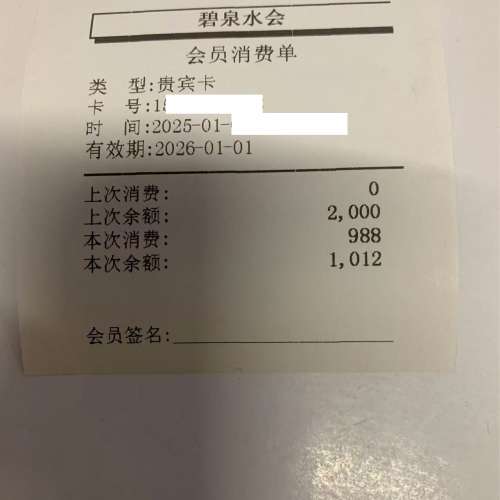 碧泉水会
会员消费单
类 型:贵宾卡
卡 号:15
时 间:2025-01-
有效期:2026-01-01
上次消费: 0
上次余额: 2,000
本次消费: 988
本次余额: 1,012
会员签名: